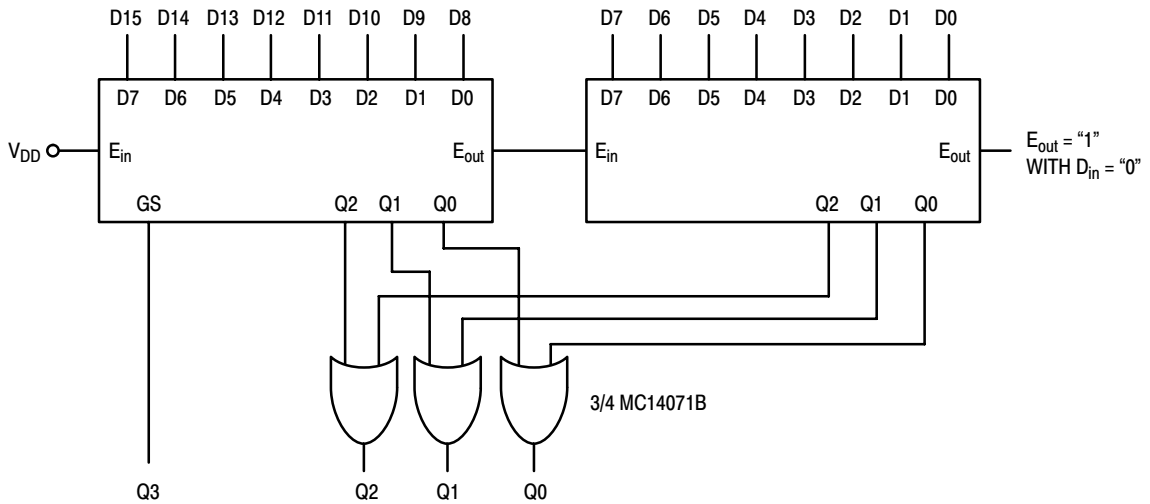 D15 D14 D13 D12 D11 D10 D9 D8 D7 D6 D5 D4 D3 D2 D1 D0
D7 D6 D5 D4 D3 D2 D1 D0 D7 D6 D5 D4 D3 D2 D1 D0
VDD Ein Eout Ein Eout Eout = “1”
WITH Din = “0”
GS Q2 Q1 Q0 Q2 Q1 Q0
3/4 MC14071B
Q3 Q2 Q1 Q0